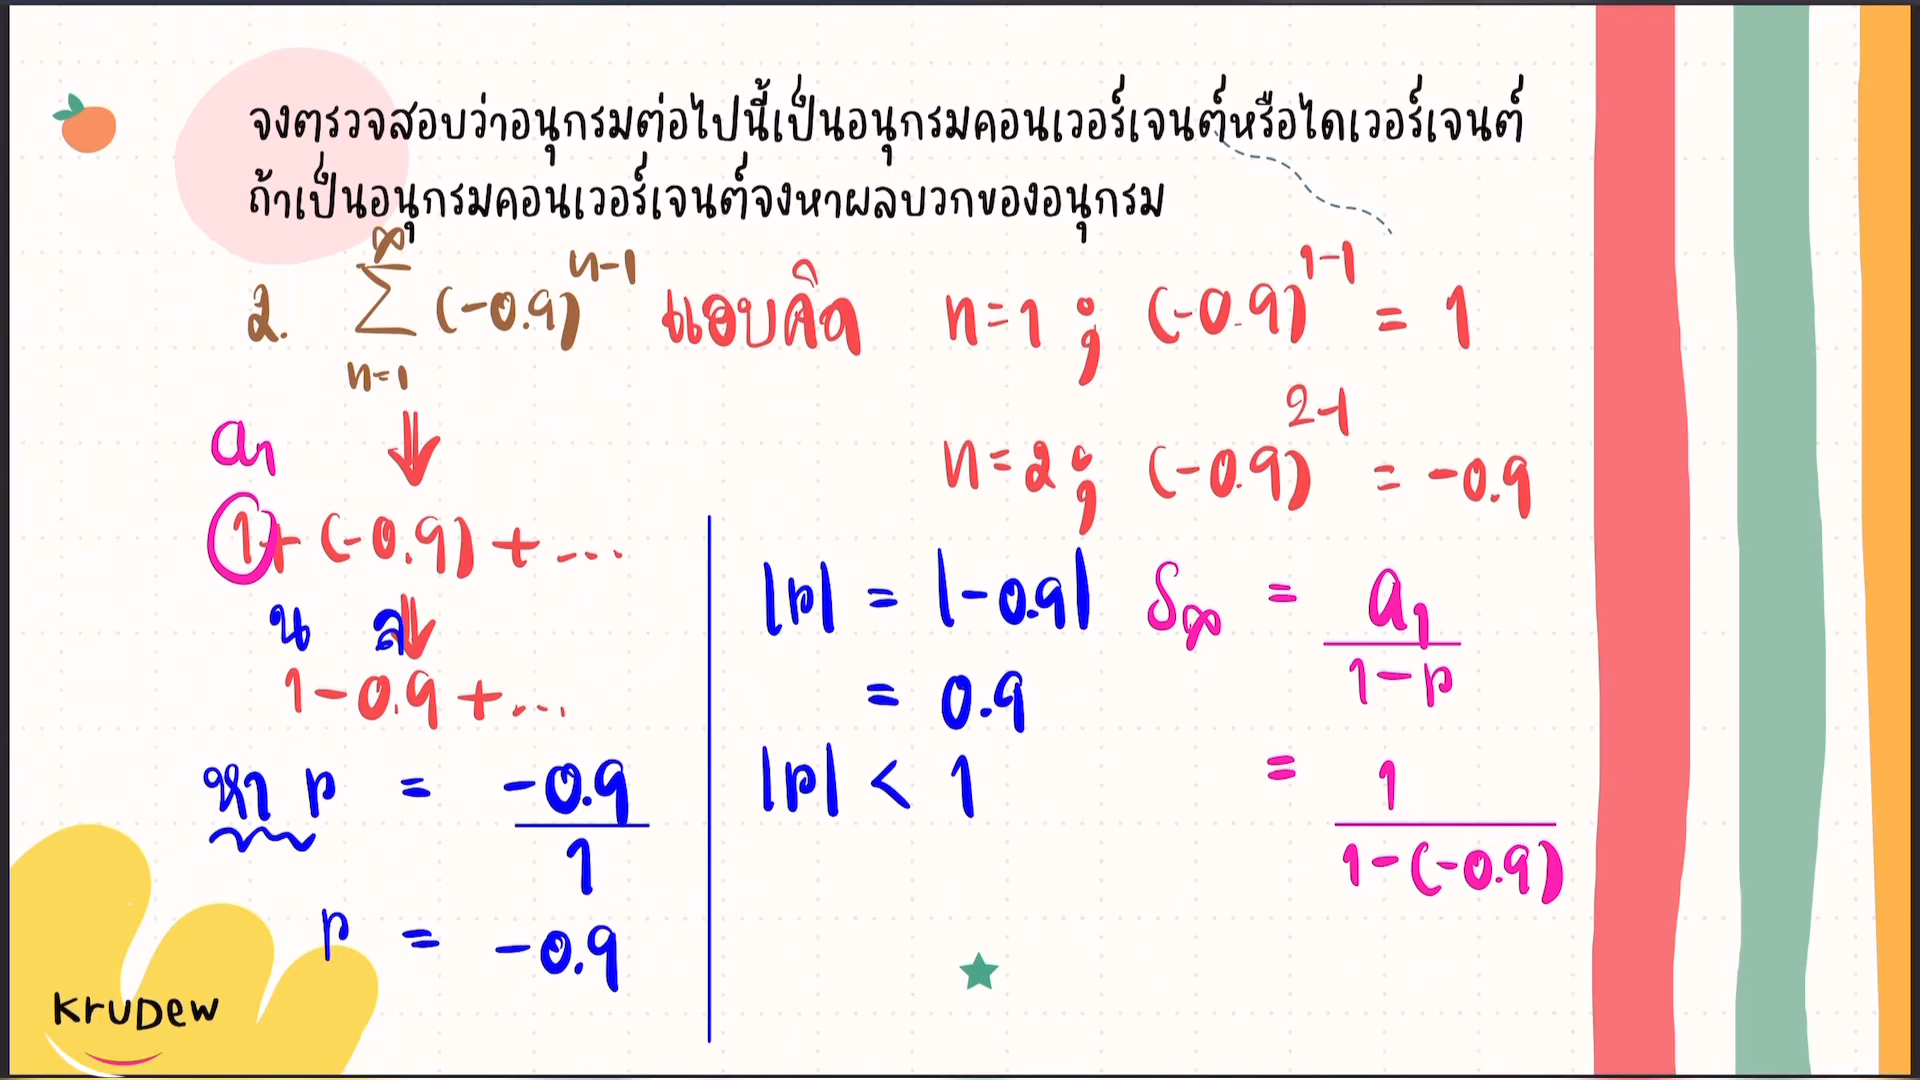 จงตรวจสอบว่าอนุกรมต่อไปนี้เป็นอนุกรมคอนเวอร์เจนต์หรือไดเวอร์เจนต์
ถ้าเป็นอนุกรมคอนเวอร์เจนต์จงหาผลบวกของอนุกรม
2. ∑_{n=1}^{∞} (-0.9)^{n-1} แอบคิด n=1 ; (-0.9)^{1-1} = 1
n=2 ; (-0.9)^{2-1} = -0.9
a₁
1 + (-0.9) + ...
น ล
1 - 0.9 + ...
หา r = -0.9/1
r = -0.9
|r| = |-0.9|
= 0.9
|r| < 1
S∞ = a₁/(1-r)
= 1/(1-(-0.9))
KruDew